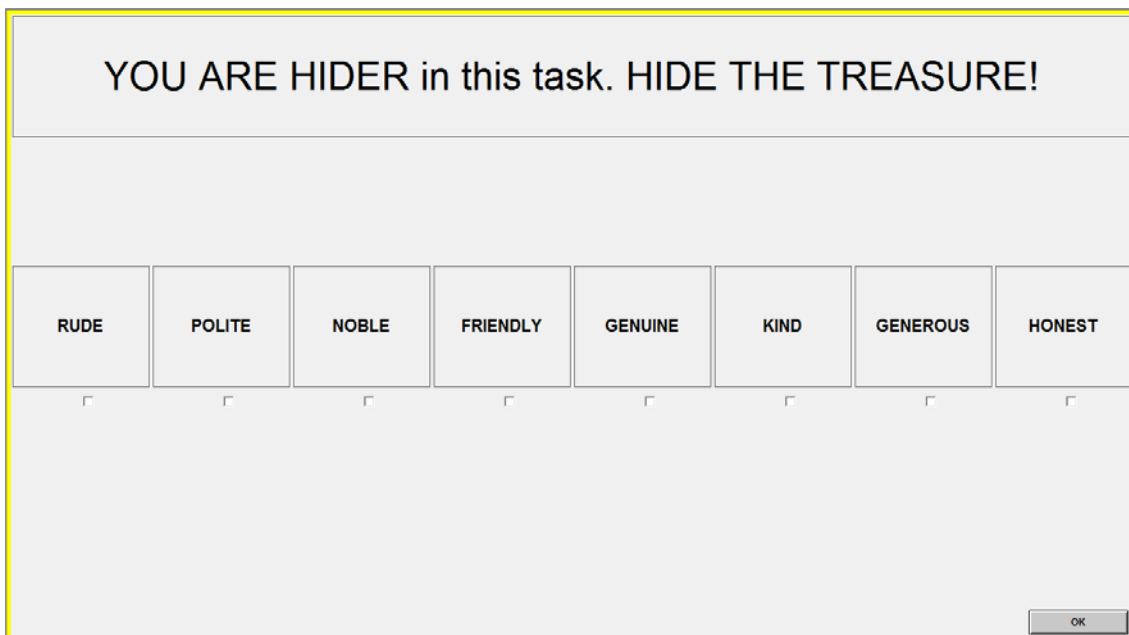 YOU ARE HIDER in this task. HIDE THE TREASURE!
RUDE POLITE NOBLE FRIENDLY GENUINE KIND GENEROUS HONEST
OK